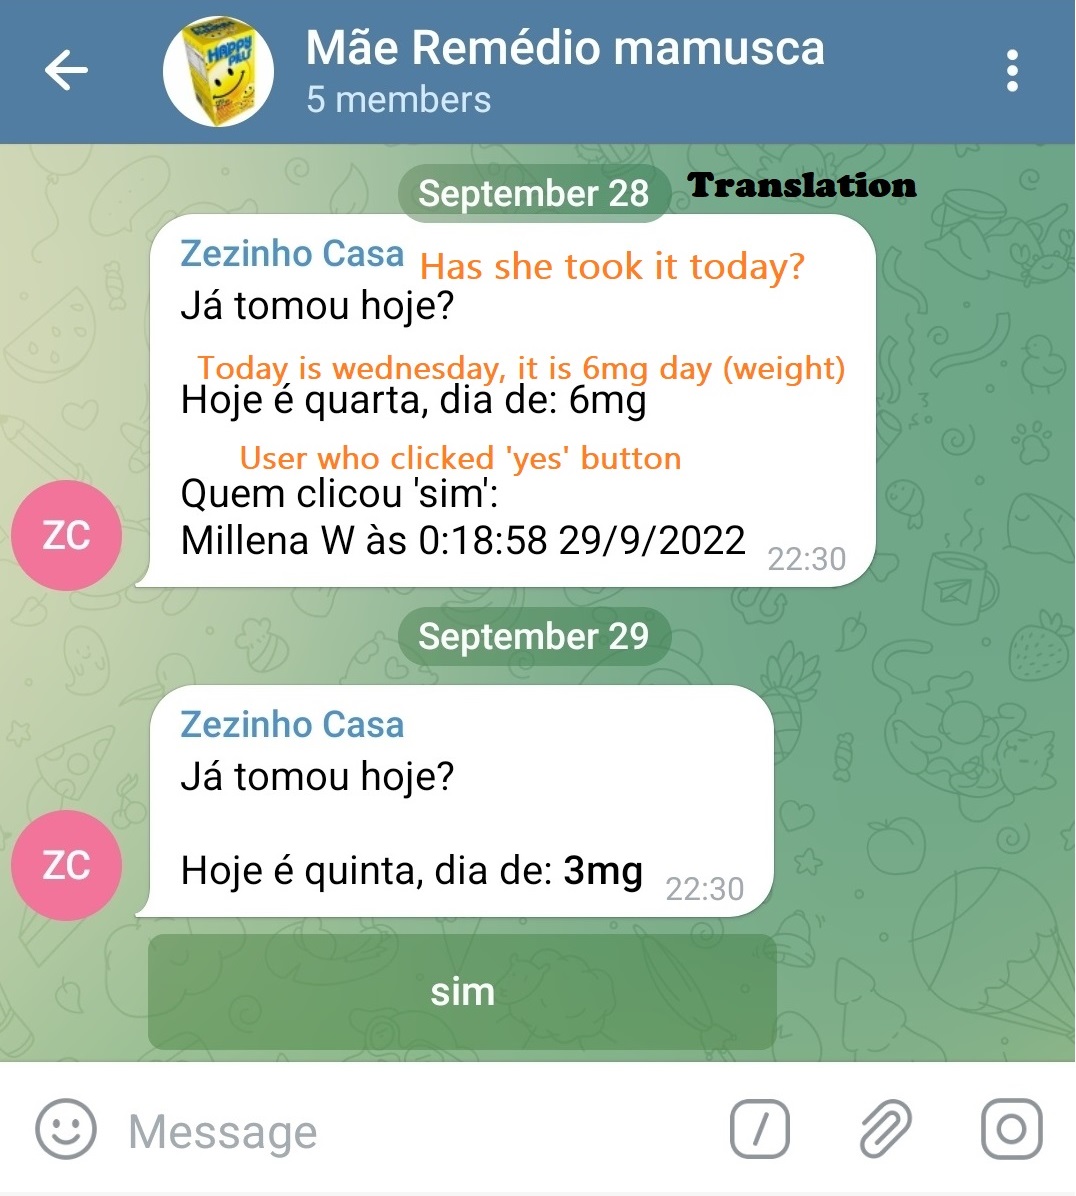 HAPPY
PILLS
Mãe Remédio mamusca
5 members
September 28
Translation
Zezinho Casa
Has she took it today?
Já tomou hoje?
Today is wednesday, it is 6mg day (weight)
Hoje é quarta, dia de: 6mg
User who clicked 'yes' button
Quem clicou 'sim':
ZC
Millena W às 0:18:58 29/9/2022
22:30
September 29
Zezinho Casa
Já tomou hoje?
ZC
Hoje é quinta, dia de: 3mg
22:30
sim
Message